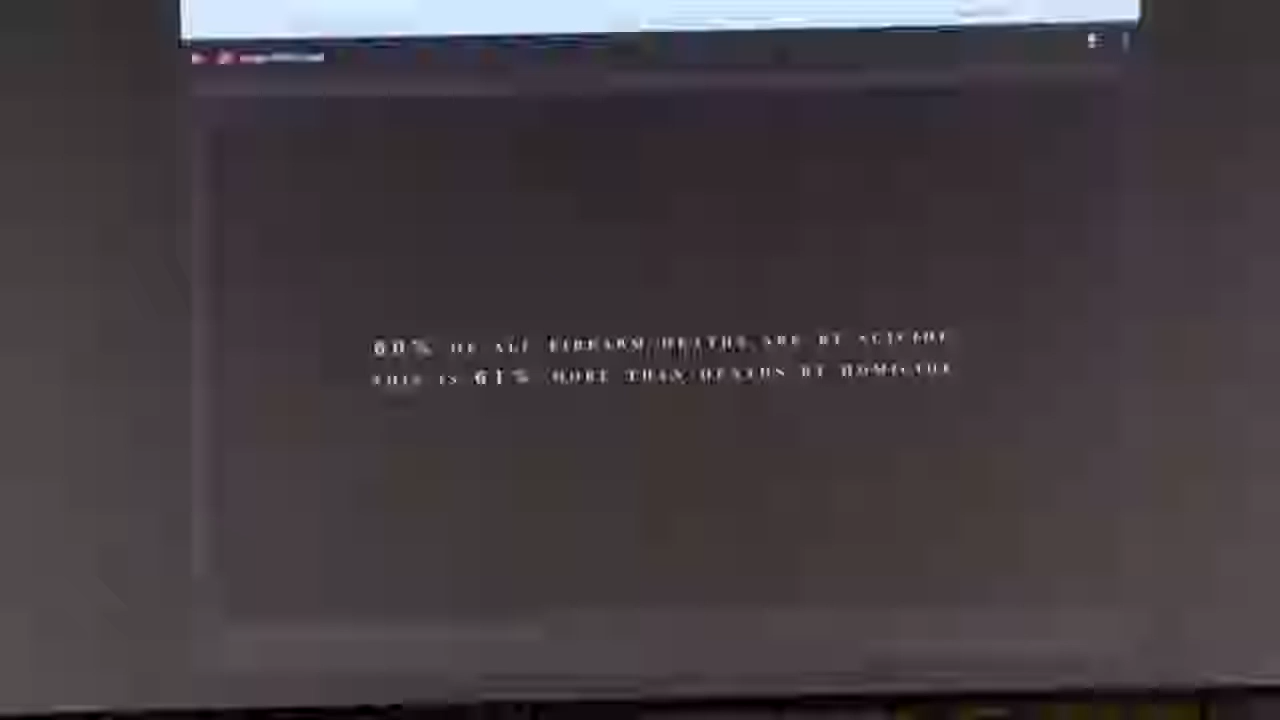 60% OF ALL FIREARM DEATHS ARE BY SUICIDE
THIS IS 61% MORE THAN DEATHS BY HOMICIDE